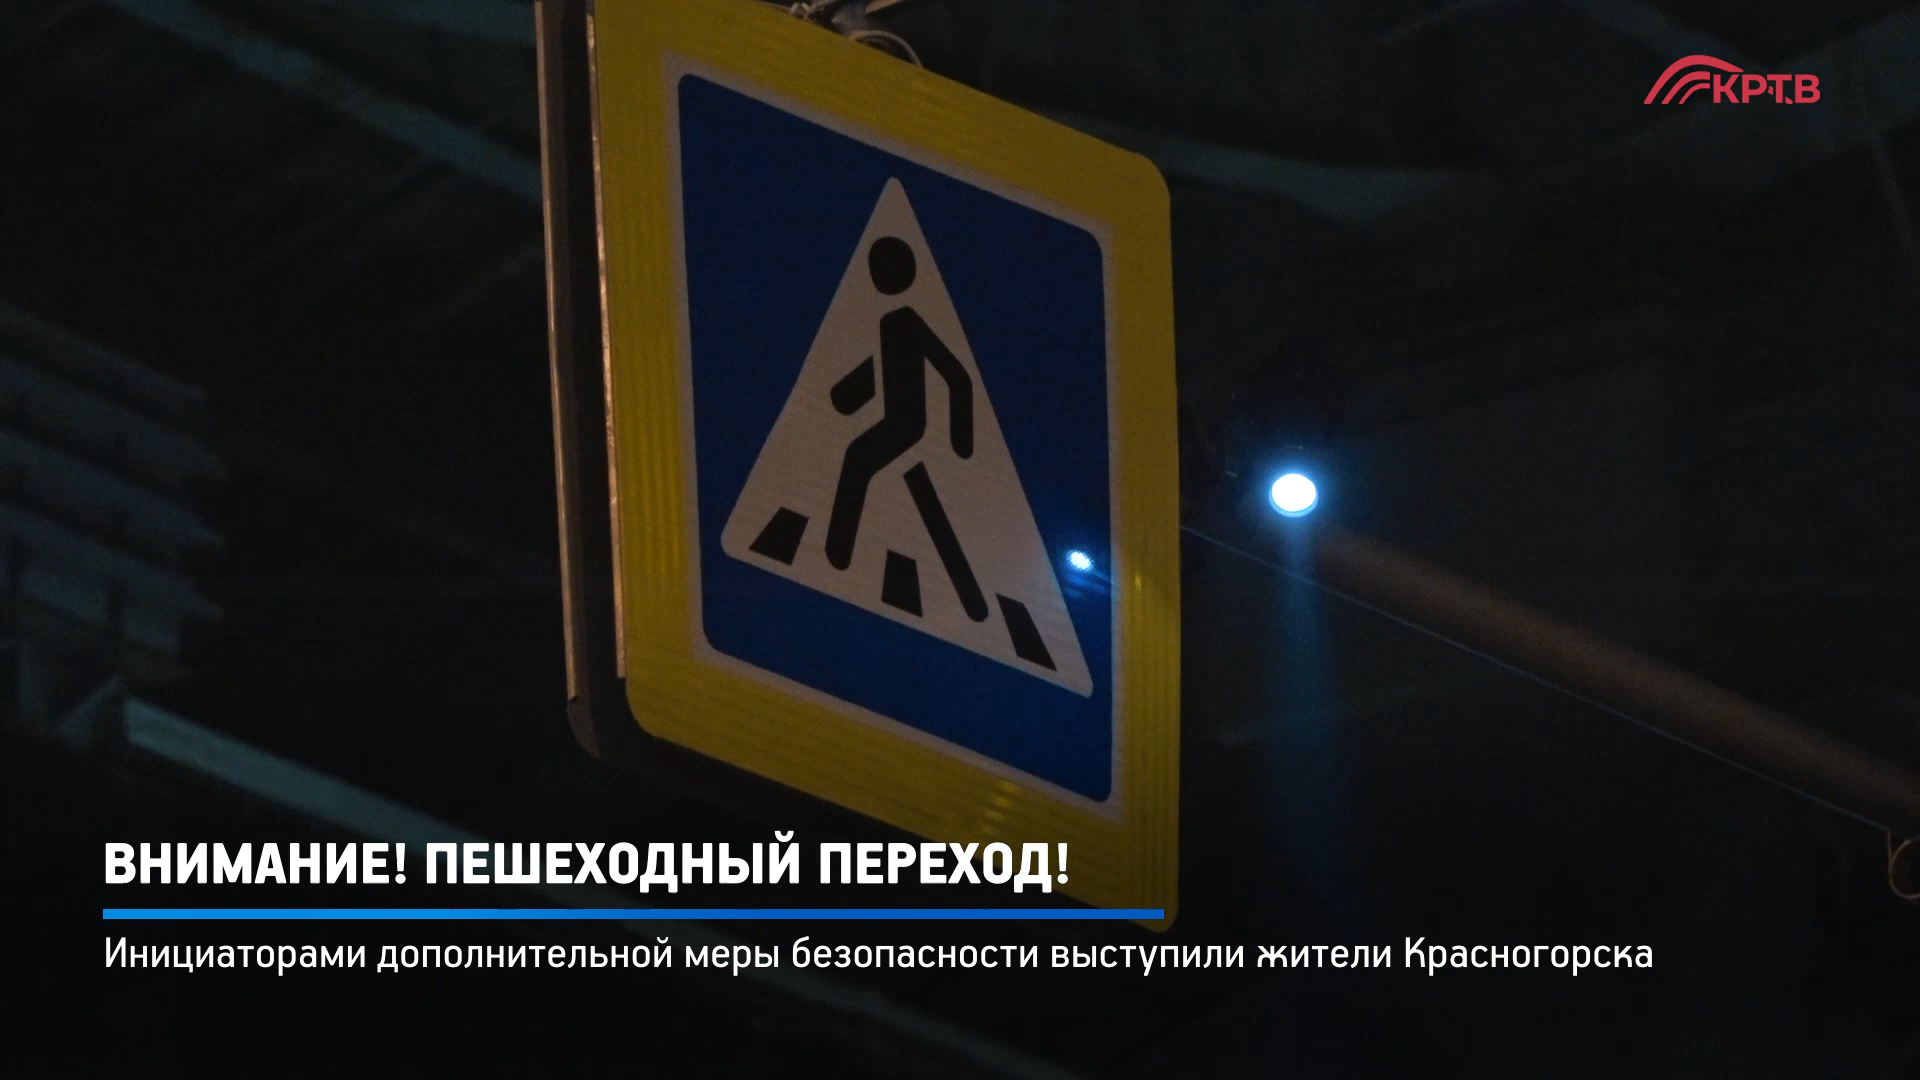 КРТВ
ВНИМАНИЕ! ПЕШЕХОДНЫЙ ПЕРЕХОД!
Инициаторами дополнительной меры безопасности выступили жители Красногорска